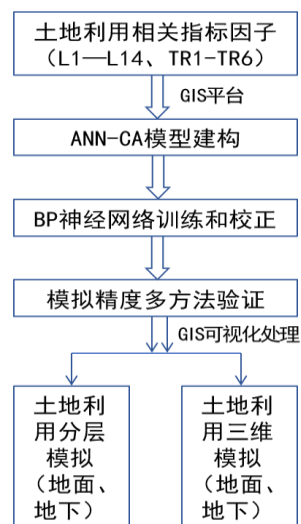 土地利用相关指标因子
（L1—L14、TR1-TR6）
GIS平台
ANN-CA模型建构
BP神经网络训练和校正
模拟精度多方法验证
GIS可视化处理
土地利
用分层
模拟
（地面、
地下）
土地利
用三维
模拟
（地面、
地下）